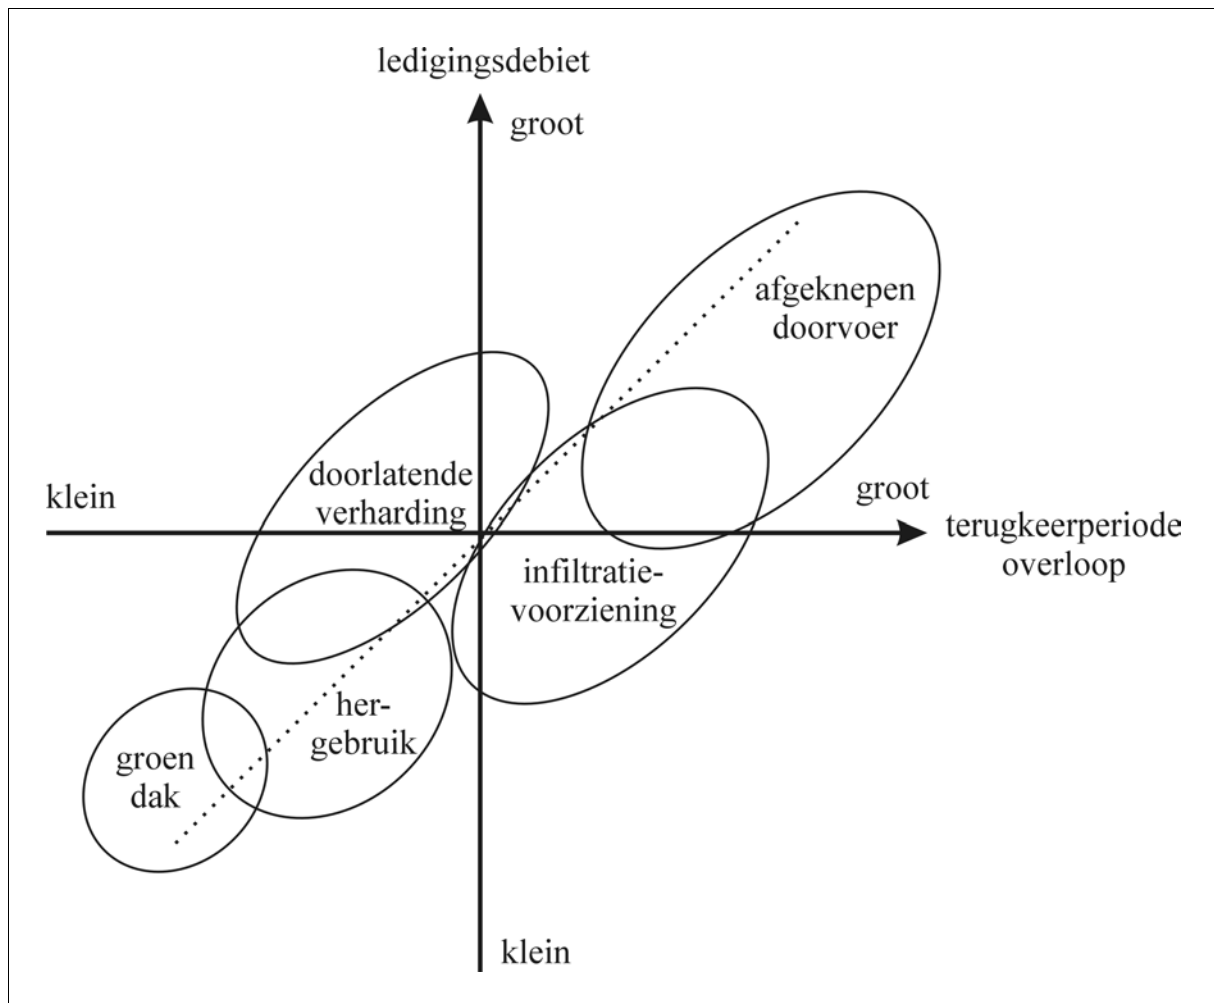 ledigingsdebiet
groot
afgeknepen
doorvoer
doorlatende
verharding
klein
groot
terugkeerperiode
overloop
infiltratie-
voorziening
her-
gebruik
groen
dak
klein